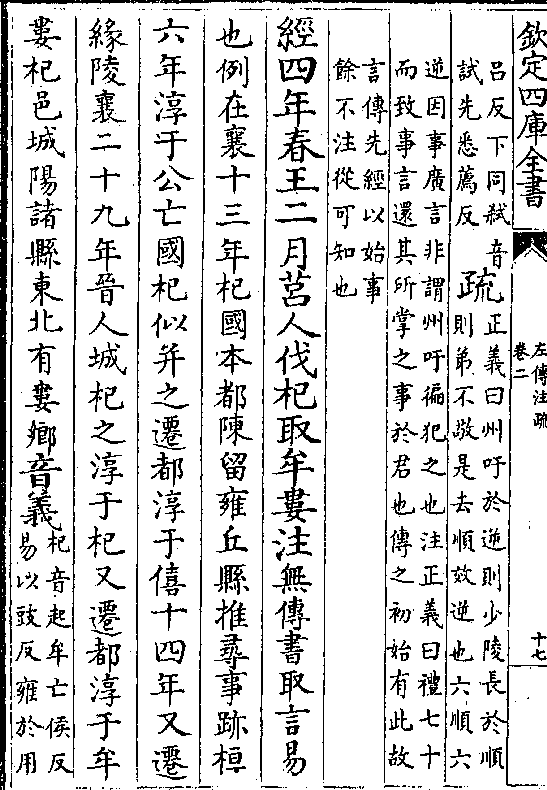 欽定四庫全書
左傳注疏
卷二
十七
呂反下同弑音
試先悉薦反
疏
正義曰州吁於逆則少陵長於順
則弟不敬是去順效逆也六順六
逆因事廣言非謂州吁徧犯之也注正義曰禮七十
而致事言還其所掌之事於君也傳之初始有此故
言傳先經以始事
餘不注從可知也
經四年春王二月莒人伐杞取牟婁注無傳書取言易
也例在襄十三年杞國本都陳留雍丘縣推尋事跡桓
六年淳于公亡國杞似并之遷都淳于僖十四年又遷
緣陵襄二十九年晉人城杞之淳于杞又遷都淳于牟
婁杞邑城陽諸縣東北有婁鄉音義
杞音起牟亡侯反
易以豉反雍於用